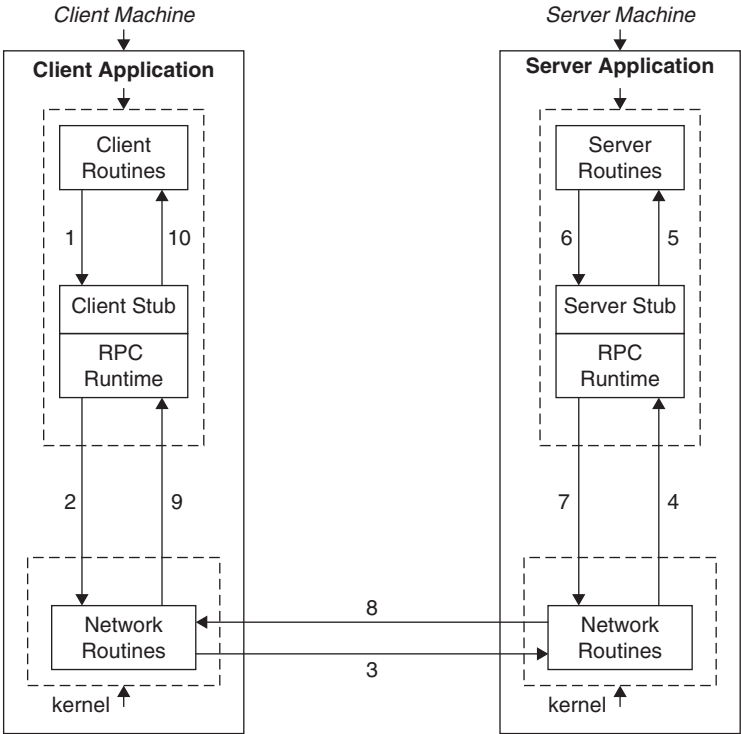 Client Machine
Server Machine
Client Application
Server Application
Client
Routines
Server
Routines
1
10
6
5
Client Stub
Server Stub
RPC
Runtime
RPC
Runtime
2
9
7
4
8
Network
Routines
Network
Routines
3
kernel
kernel